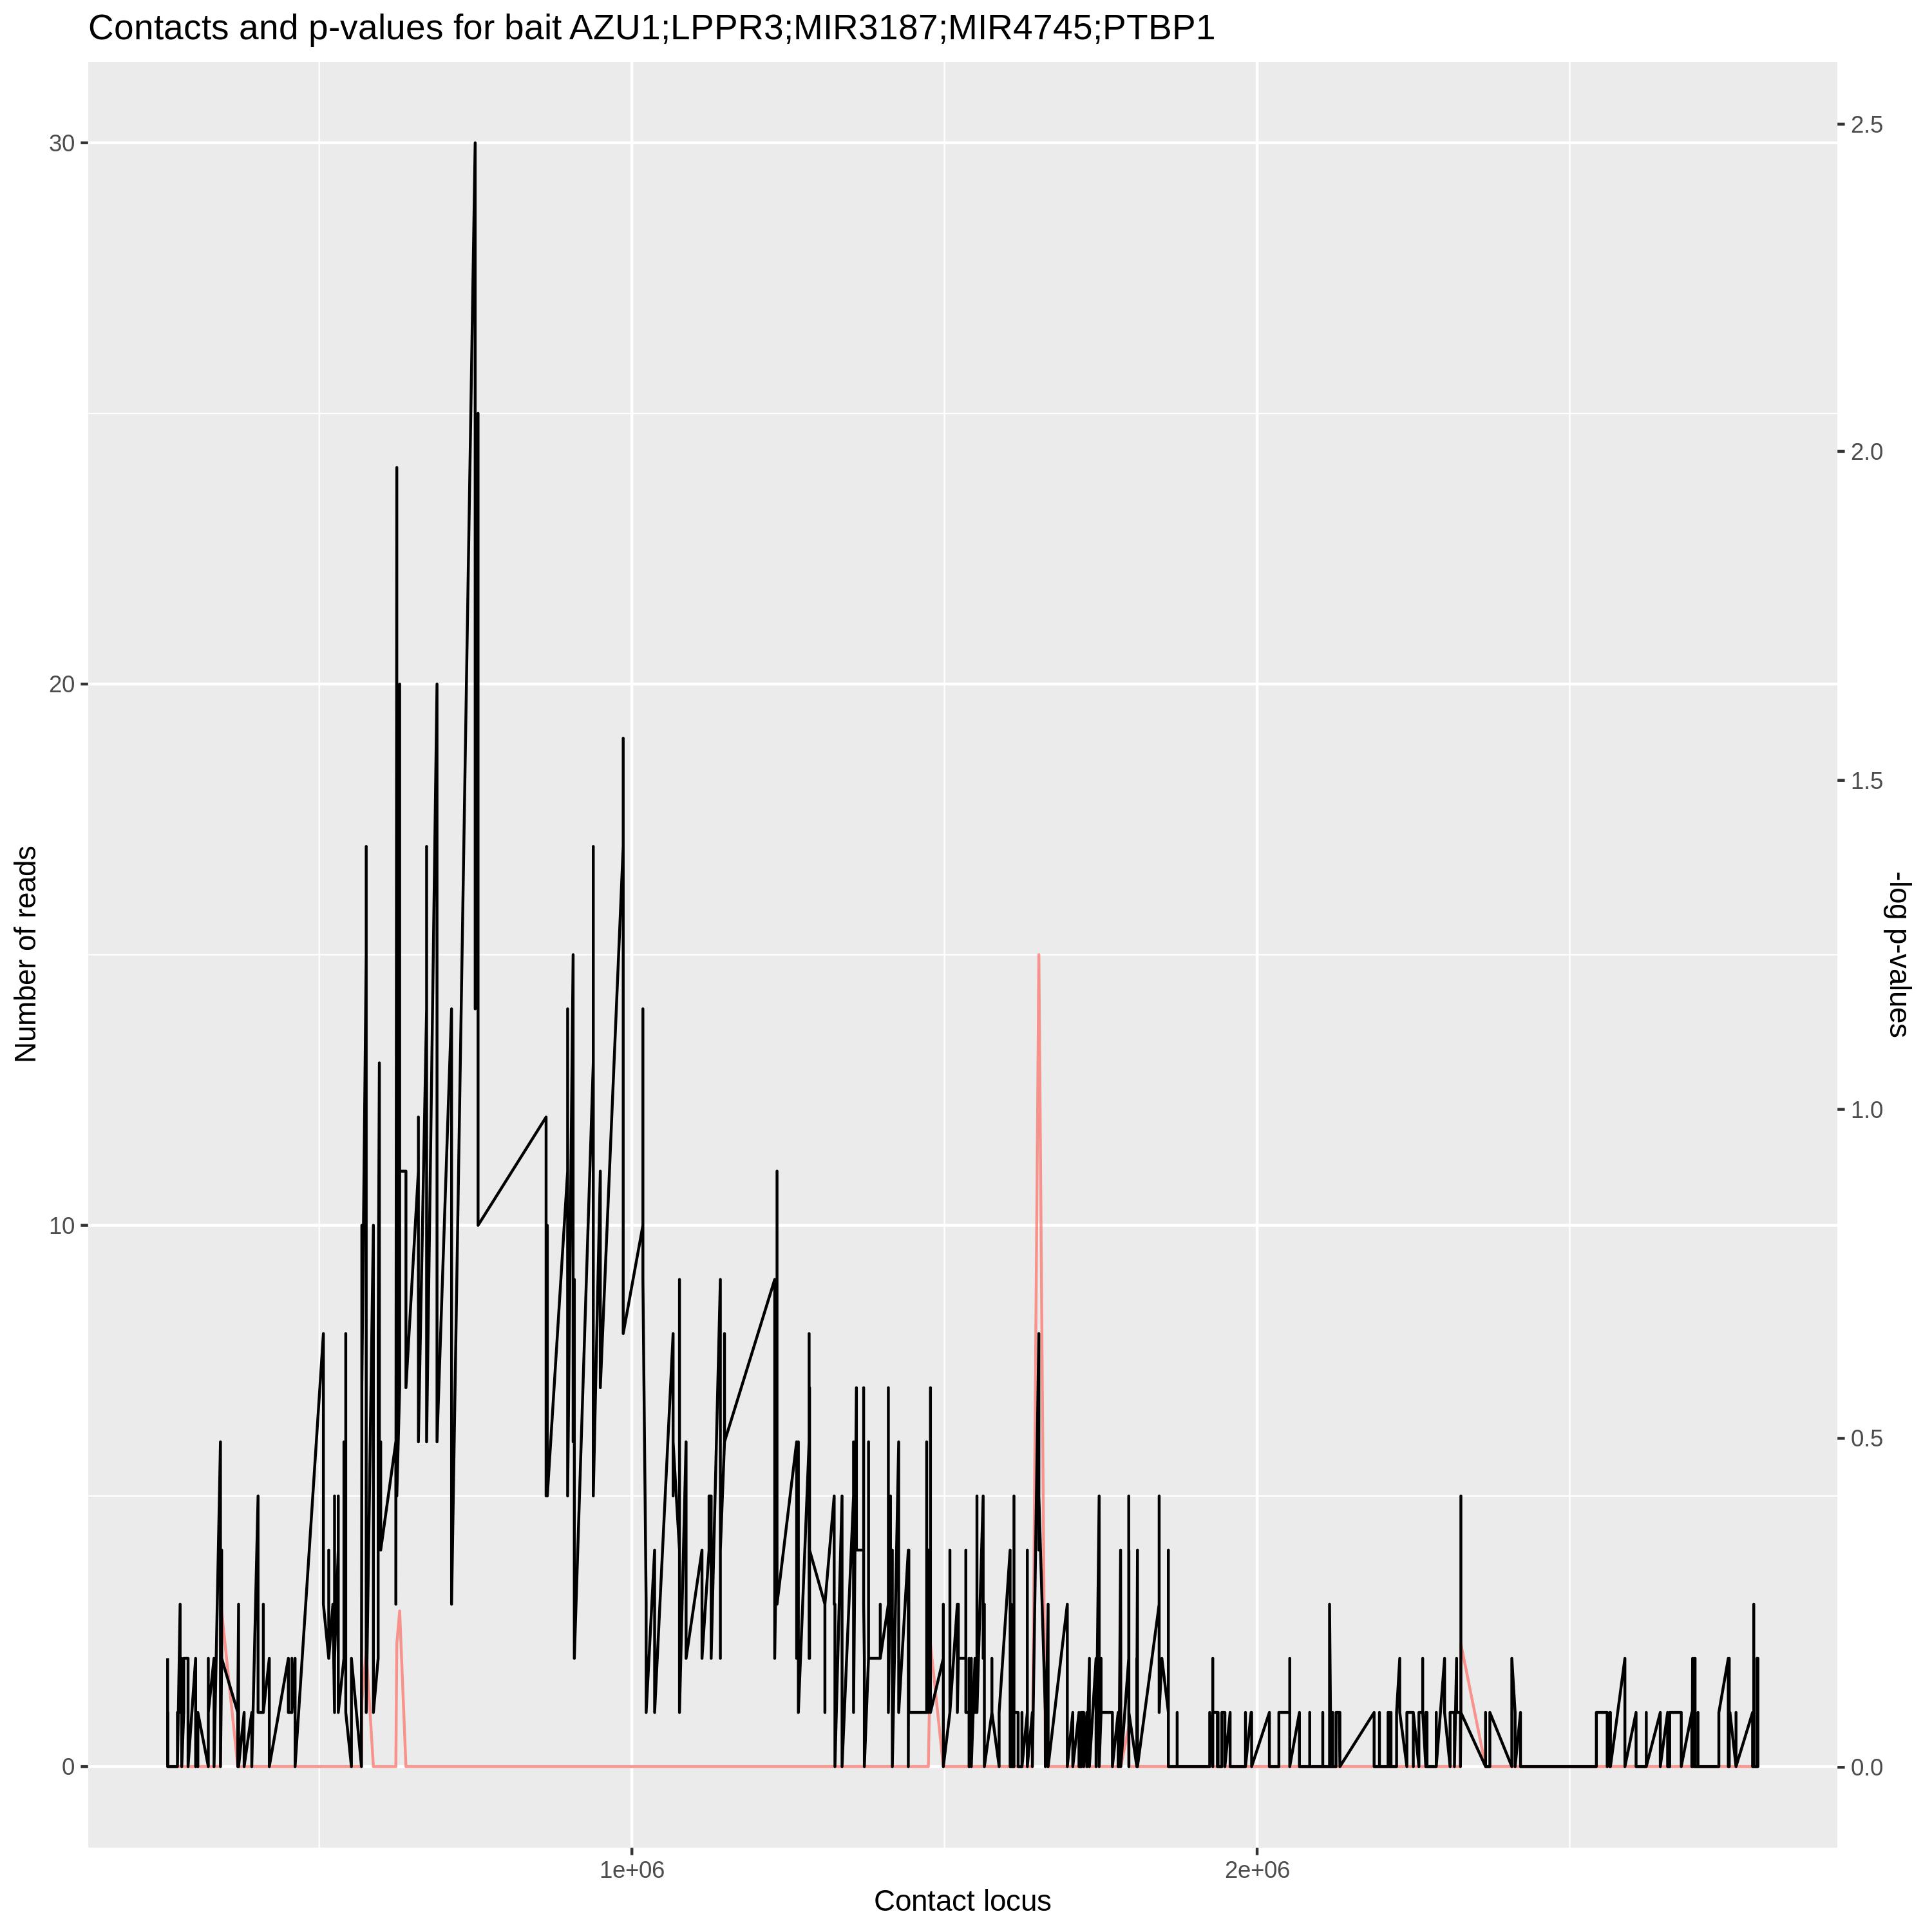 Contacts and p-values for bait AZU1;LPPR3;MIR3187;MIR4745;PTBP1
30
20
10
0
Number of reads
2.5
2.0
1.5
1.0
0.5
0.0
-log p-values
1e+06
2e+06
Contact locus